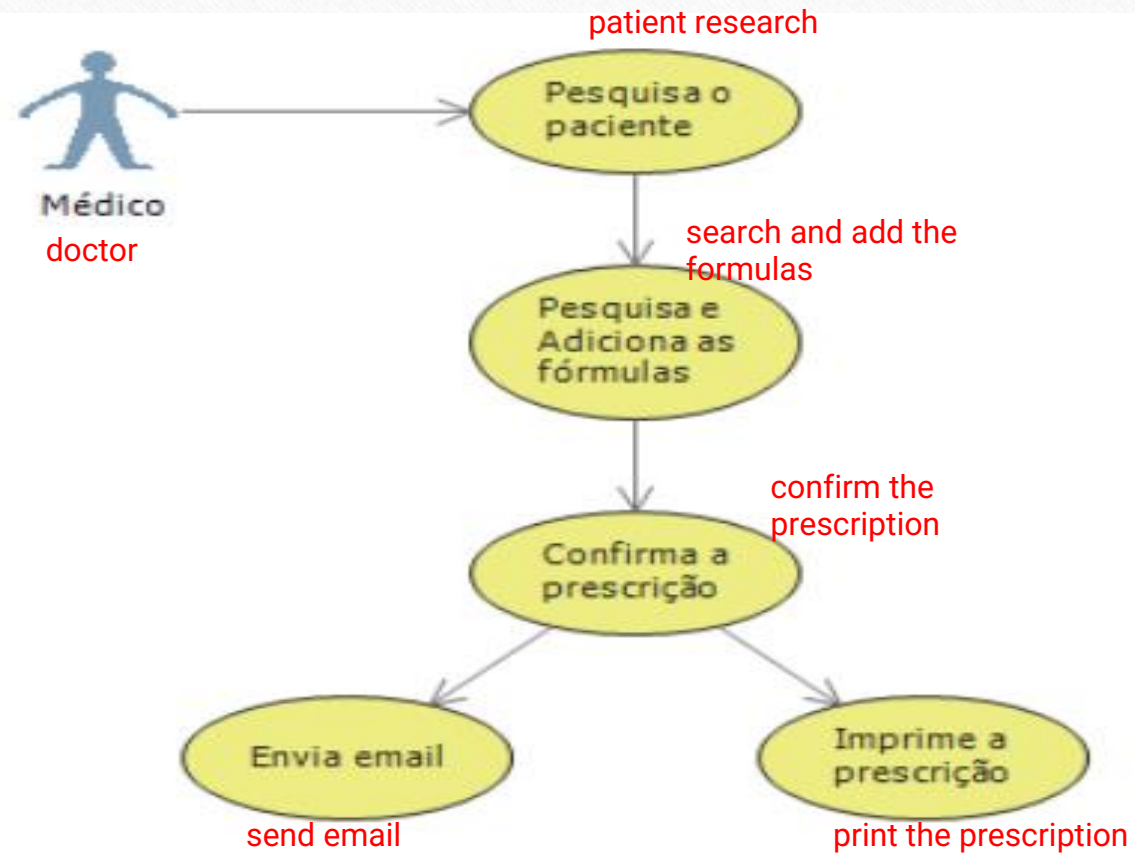 patient research
Pesquisa o
paciente
Médico
doctor
search and add the
formulas
Pesquisa e
Adiciona as
fórmulas
confirm the
prescription
Confirma a
prescrição
Envia email
send email
Imprime a
prescrição
print the prescription